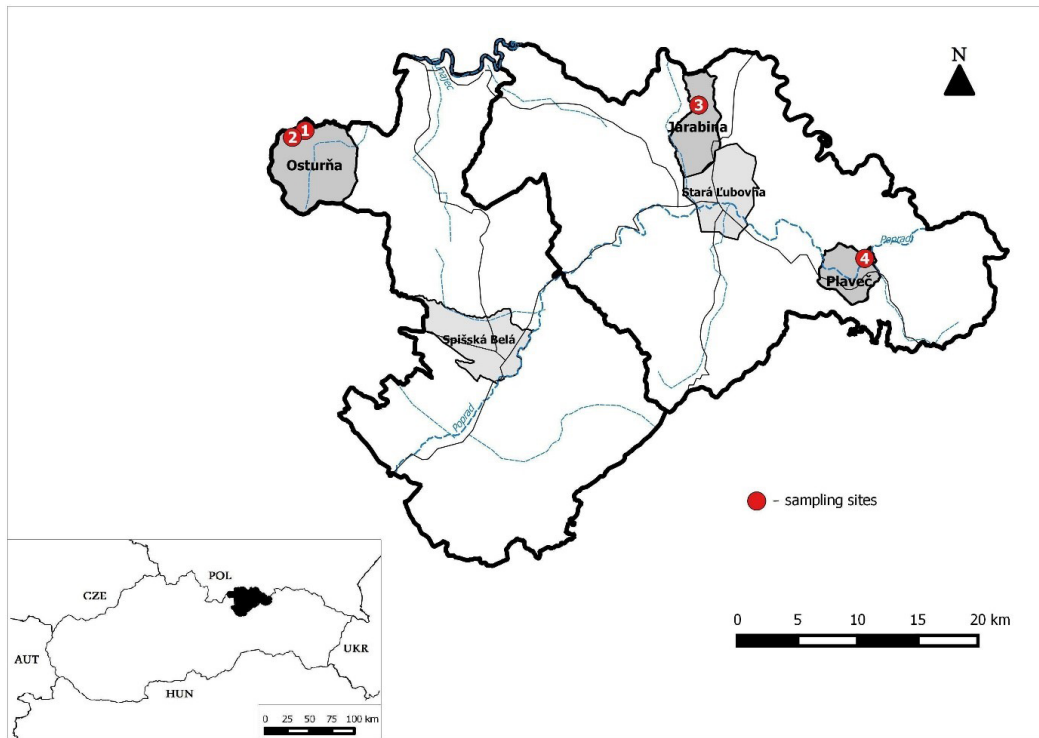 N
3
Jarabina
1
2
Osturňa
Stará Ľubovňa
Poprad
4
Plaveč
Spišská Belá
Poprad
- sampling sites
0 5 10 15 20 km
POL
CZE
UKR
AUT
HUN
0 25 50 75 100 km